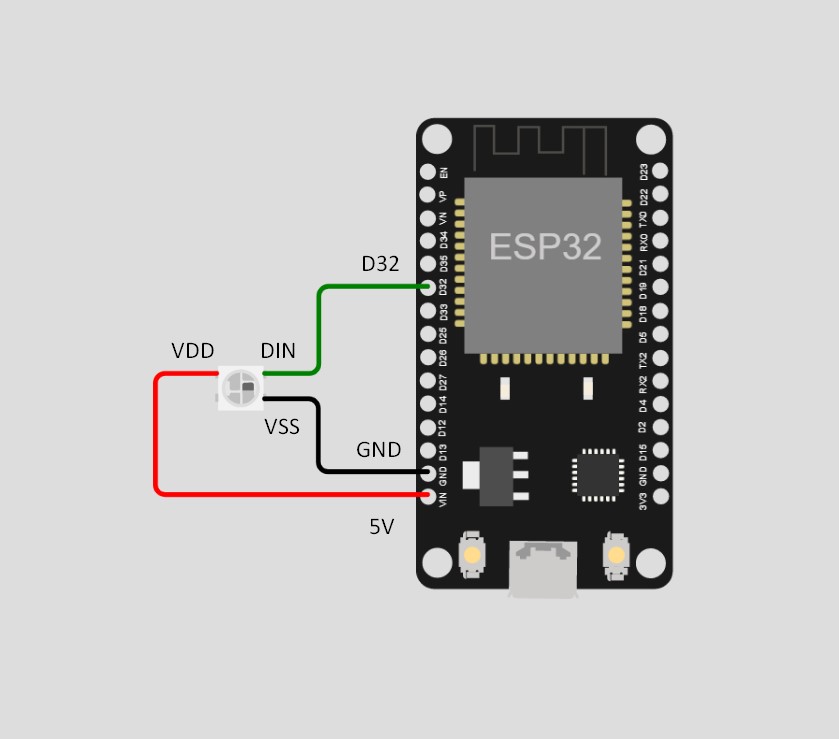 D32
VDD
DIN
VSS
GND
5V
ESP32
EN
VP
VN
D34
D35
D32
D33
D25
D26
D27
D14
D12
D13
GND
VIN
D23
D22
TX0
RX0
D21
D19
D18
D5
TX2
RX2
D4
D2
D15
GND
3V3